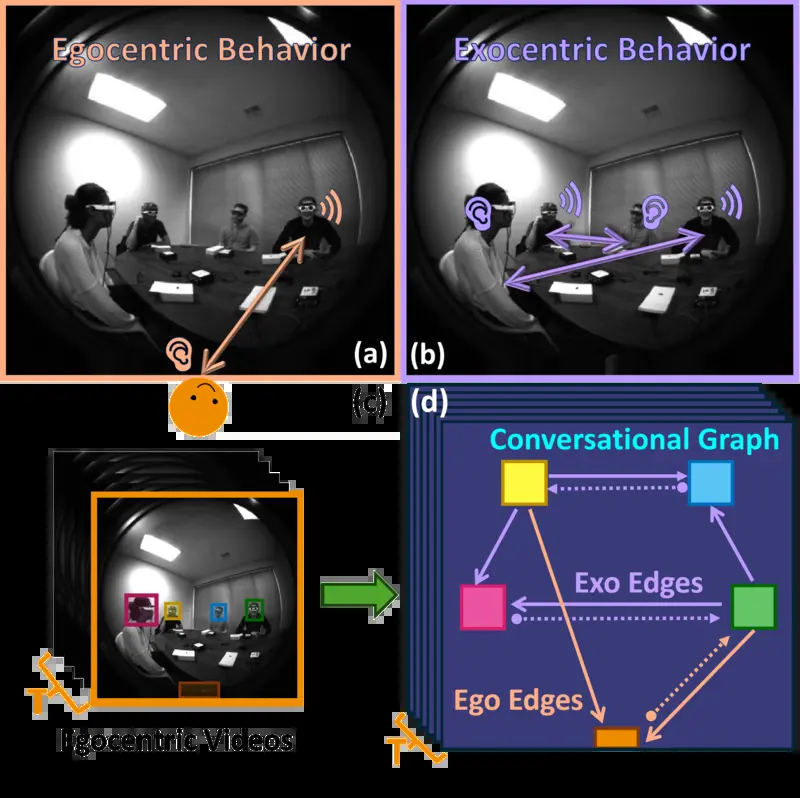 Egocentric Behavior
Exocentric Behavior
(a)
(b)
(c)
(d)
Conversational Graph
Exo Edges
Ego Edges
T
T
Egocentric Videos